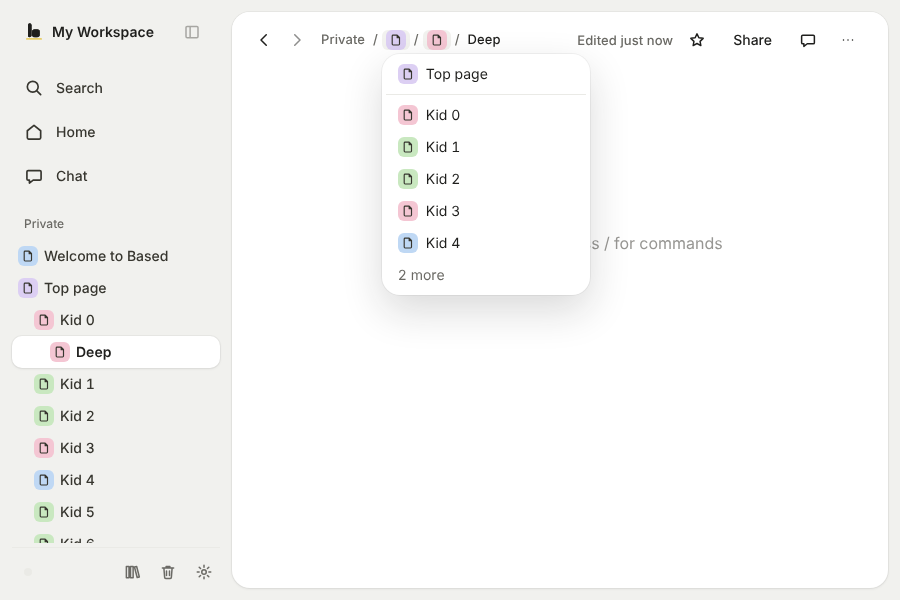 My Workspace
Search
Home
Chat
Private
Welcome to Based
Top page
Kid 0
Deep
Kid 1
Kid 2
Kid 3
Kid 4
Kid 5
Kid 6
Private / / / Deep
Edited just now
Share
Top page
Kid 0
Kid 1
Kid 2
Kid 3
Kid 4
2 more
s / for commands